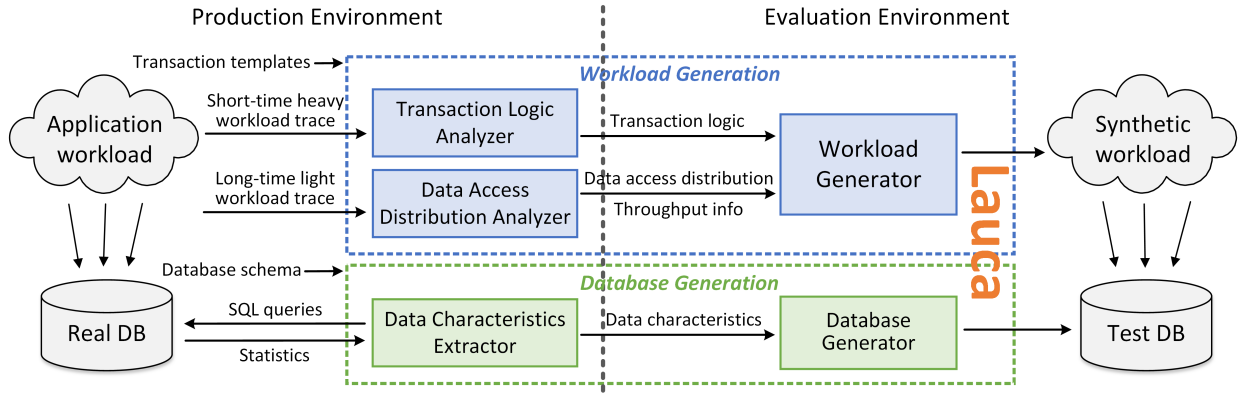 Production Environment
Evaluation Environment
Transaction templates
Workload Generation
Application
workload
Short-time heavy
workload trace
Transaction Logic
Analyzer
Transaction logic
Workload
Generator
Synthetic
workload
Long-time light
workload trace
Data Access
Distribution Analyzer
Data access distribution
Throughput info
Lauca
Database schema
Database Generation
Real DB
SQL queries
Statistics
Data Characteristics
Extractor
Data characteristics
Database
Generator
Test DB